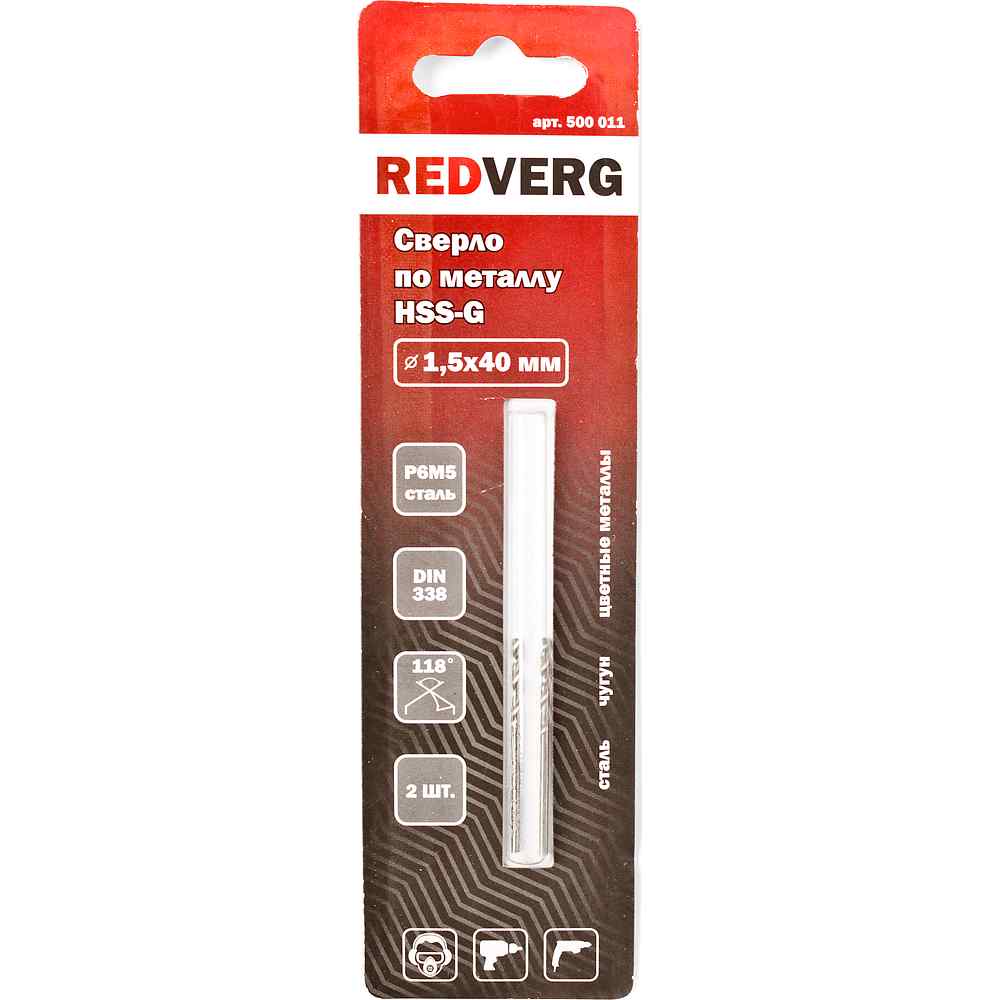 арт. 500 011
REDVERG
Сверло
по металлу
HSS-G
⌀ 1,5x40 мм
Р6М5
сталь
DIN
338
118°
2 ШТ.
сталь чугун цветные металлы